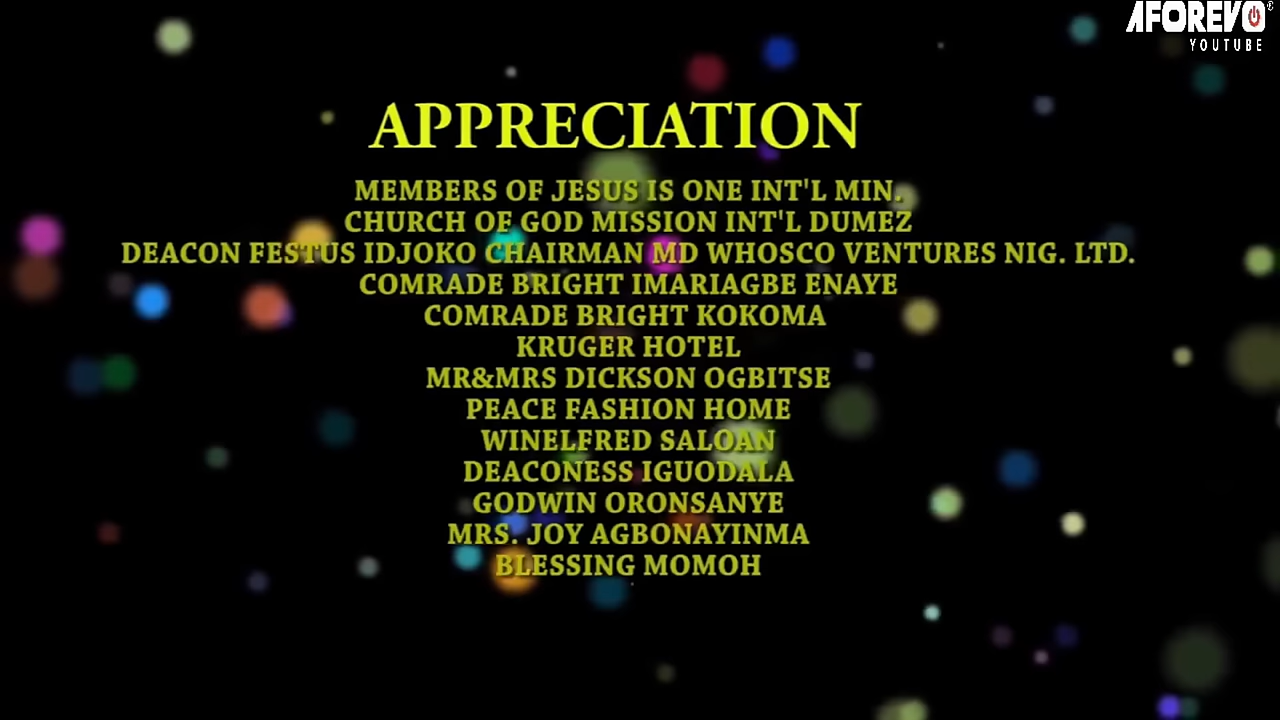 AFOREVO®
YOUTUBE
APPRECIATION
MEMBERS OF JESUS IS ONE INT'L MIN.
CHURCH OF GOD MISSION INT'L DUMEZ
DEACON FESTUS IDJOKO CHAIRMAN MD WHOSCO VENTURES NIG. LTD.
COMRADE BRIGHT IMARIAGBE ENAYE
COMRADE BRIGHT KOKOMA
KRUGER HOTEL
MR&MRS DICKSON OGBITSE
PEACE FASHION HOME
WINELFRED SALOAN
DEACONESS IGUODALA
GODWIN ORONSANYE
MRS. JOY AGBONAYINMA
BLESSING MOMOH